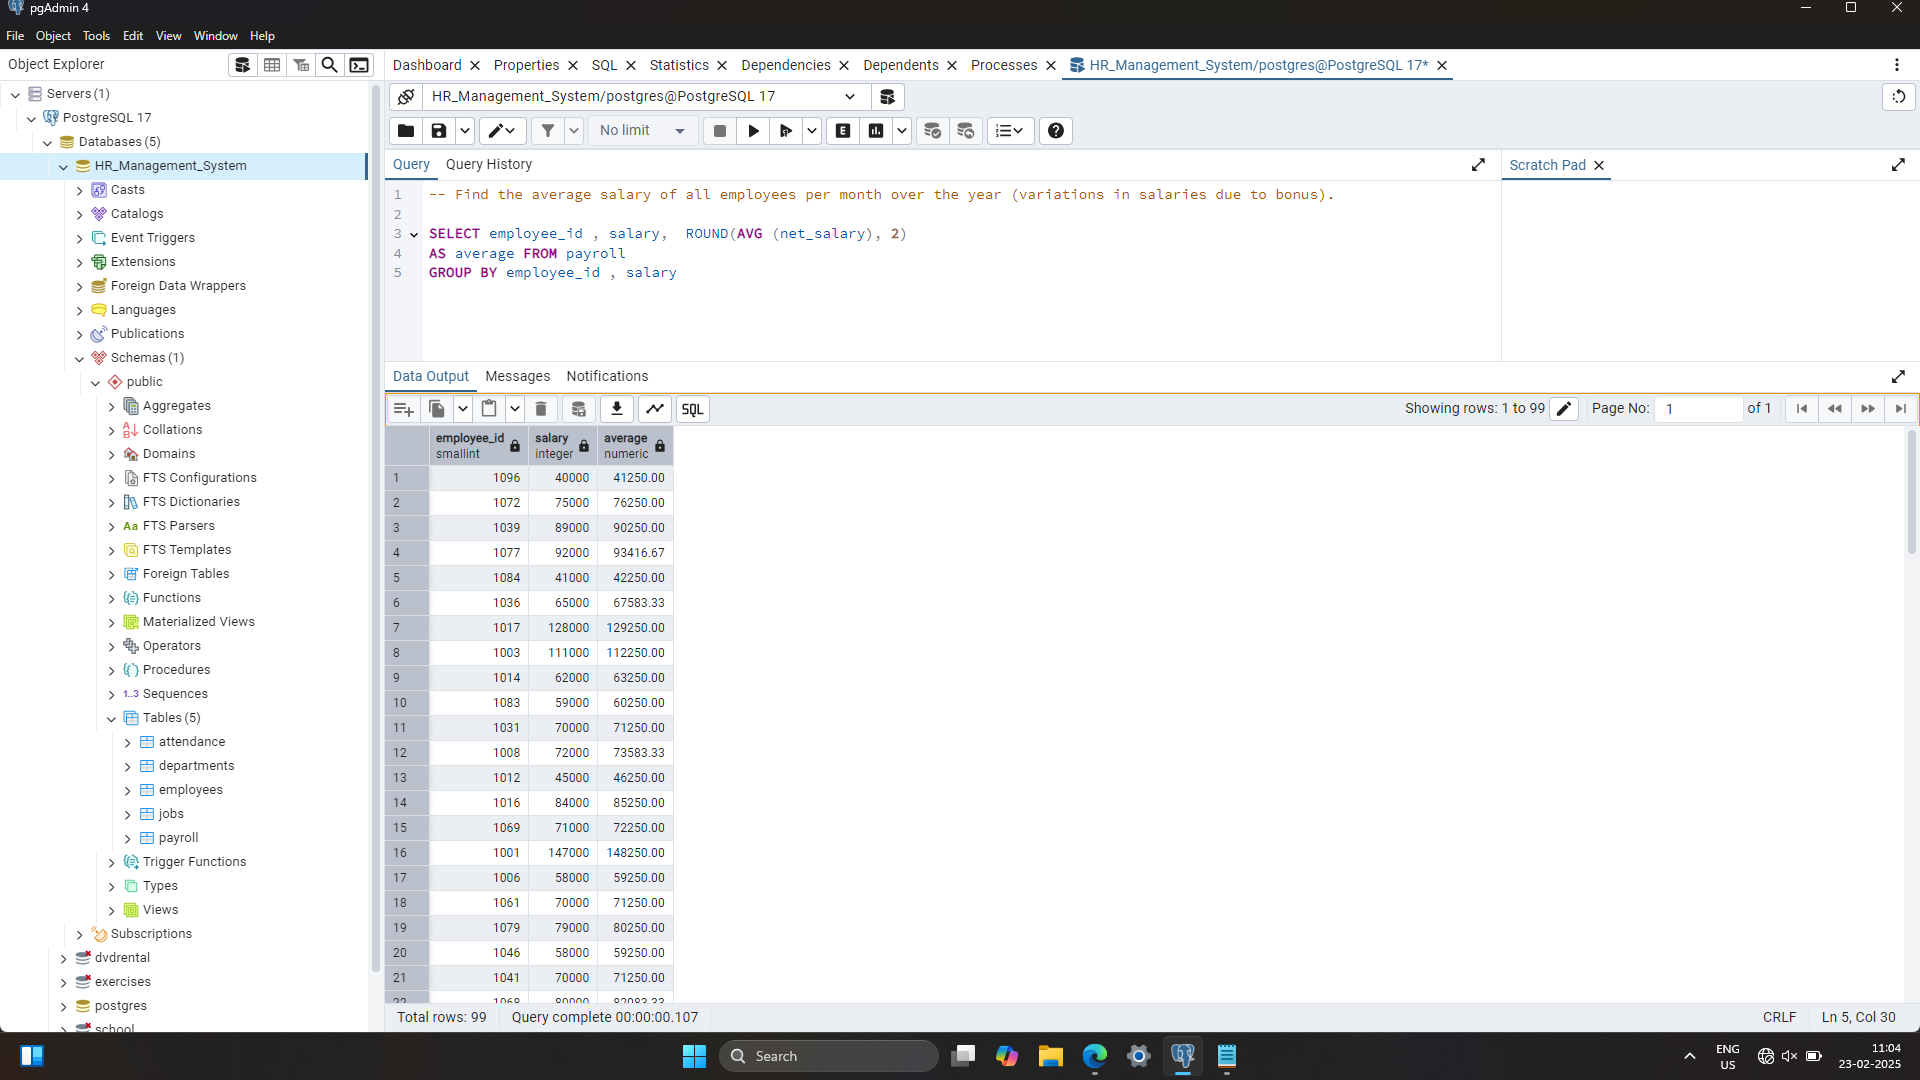 pgAdmin 4
File Object Tools Edit View Window Help
Object Explorer
Dashboard Properties SQL Statistics Dependencies Dependents Processes HR_Management_System/postgres@PostgreSQL 17*
Servers (1)
PostgreSQL 17
Databases (5)
HR_Management_System
Casts
Catalogs
Event Triggers
Extensions
Foreign Data Wrappers
Languages
Publications
Schemas (1)
public
Aggregates
Collations
Domains
FTS Configurations
FTS Dictionaries
Aa FTS Parsers
FTS Templates
Foreign Tables
Functions
Materialized Views
Operators
Procedures
1..3 Sequences
Tables (5)
attendance
departments
employees
jobs
payroll
Trigger Functions
Types
Views
Subscriptions
dvdrental
exercises
postgres
school
HR_Management_System/postgres@PostgreSQL 17
No limit
E
Query Query History
Scratch Pad
1 -- Find the average salary of all employees per month over the year (variations in salaries due to bonus).
2
3 SELECT employee_id , salary, ROUND(AVG (net_salary), 2)
4 AS average FROM payroll
5 GROUP BY employee_id , salary
Data Output Messages Notifications
SQL
Showing rows: 1 to 99 Page No: 1 of 1
employee_id salary average
smallint integer numeric
1 1096 40000 41250.00
2 1072 75000 76250.00
3 1039 89000 90250.00
4 1077 92000 93416.67
5 1084 41000 42250.00
6 1036 65000 67583.33
7 1017 128000 129250.00
8 1003 111000 112250.00
9 1014 62000 63250.00
10 1083 59000 60250.00
11 1031 70000 71250.00
12 1008 72000 73583.33
13 1012 45000 46250.00
14 1016 84000 85250.00
15 1069 71000 72250.00
16 1001 147000 148250.00
17 1006 58000 59250.00
18 1061 70000 71250.00
19 1079 79000 80250.00
20 1046 58000 59250.00
21 1041 70000 71250.00
22 1068 80000 82083.33
Total rows: 99 Query complete 00:00:00.107
CRLF Ln 5, Col 30
Search
ENG
US
11:04
23-02-2025